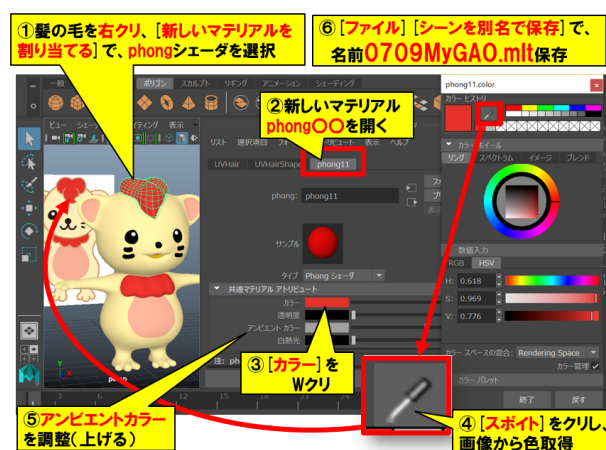 ①髪の毛を右クリ、[新しいマテリアルを
割り当てる]で、phongシェーダを選択
⑥[ファイル] [シーンを別名で保存]で、
名前0709MyGAO.mlt保存
一般
ポリゴン スカルプト リギング アニメーション シェーディング
②新しいマテリアル
phong〇〇を開く
ビュー
表示
リスト 選択項目
表示 ヘルプ
UVHair UVHairShape phong11
phong: phong11
サンプル
タイプ Phong シェーダ
共通マテリアル アトリビュート
カラー
透明度
アンビエント カラー
白熱光
注: ph
③[カラー]を
Wクリ
persp
⑤アンビエントカラー
を調整(上げる)
3 6 12 15 18 21 24
1
phong11.color
カラー ヒストリ
カラー ホイール
リング スペクトラム イメージ ブレンド
数値入力
RGB HSV
H: 0.618
S: 0.969
V: 0.776
カラー スペースの混合: Rendering Space
カラー管理
カラー パレット
終了 戻す
④[スポイト]をクリし、
画像から色取得